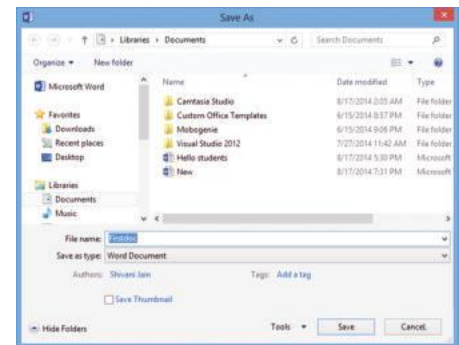 Save As
Libraries ▸ Documents
Search Documents
Organize New folder
Microsoft Word
Favorites
Downloads
Recent places
Desktop
Libraries
Documents
Music
Name Date modified Type
Camtasia Studio 8/17/2014 2:03 AM File folder
Custom Office Templates 6/15/2014 8:57 PM File folder
Mobogenie 6/15/2014 9:06 PM File folder
Visual Studio 2012 7/27/2014 11:42 AM File folder
Hello students 8/17/2014 5:30 PM Microsoft
New 8/17/2014 7:31 PM Microsoft
File name: Firstdoc
Save as type: Word Document
Authors: Shivani Jain Tags: Add a tag
Save Thumbnail
Hide Folders Tools Save Cancel